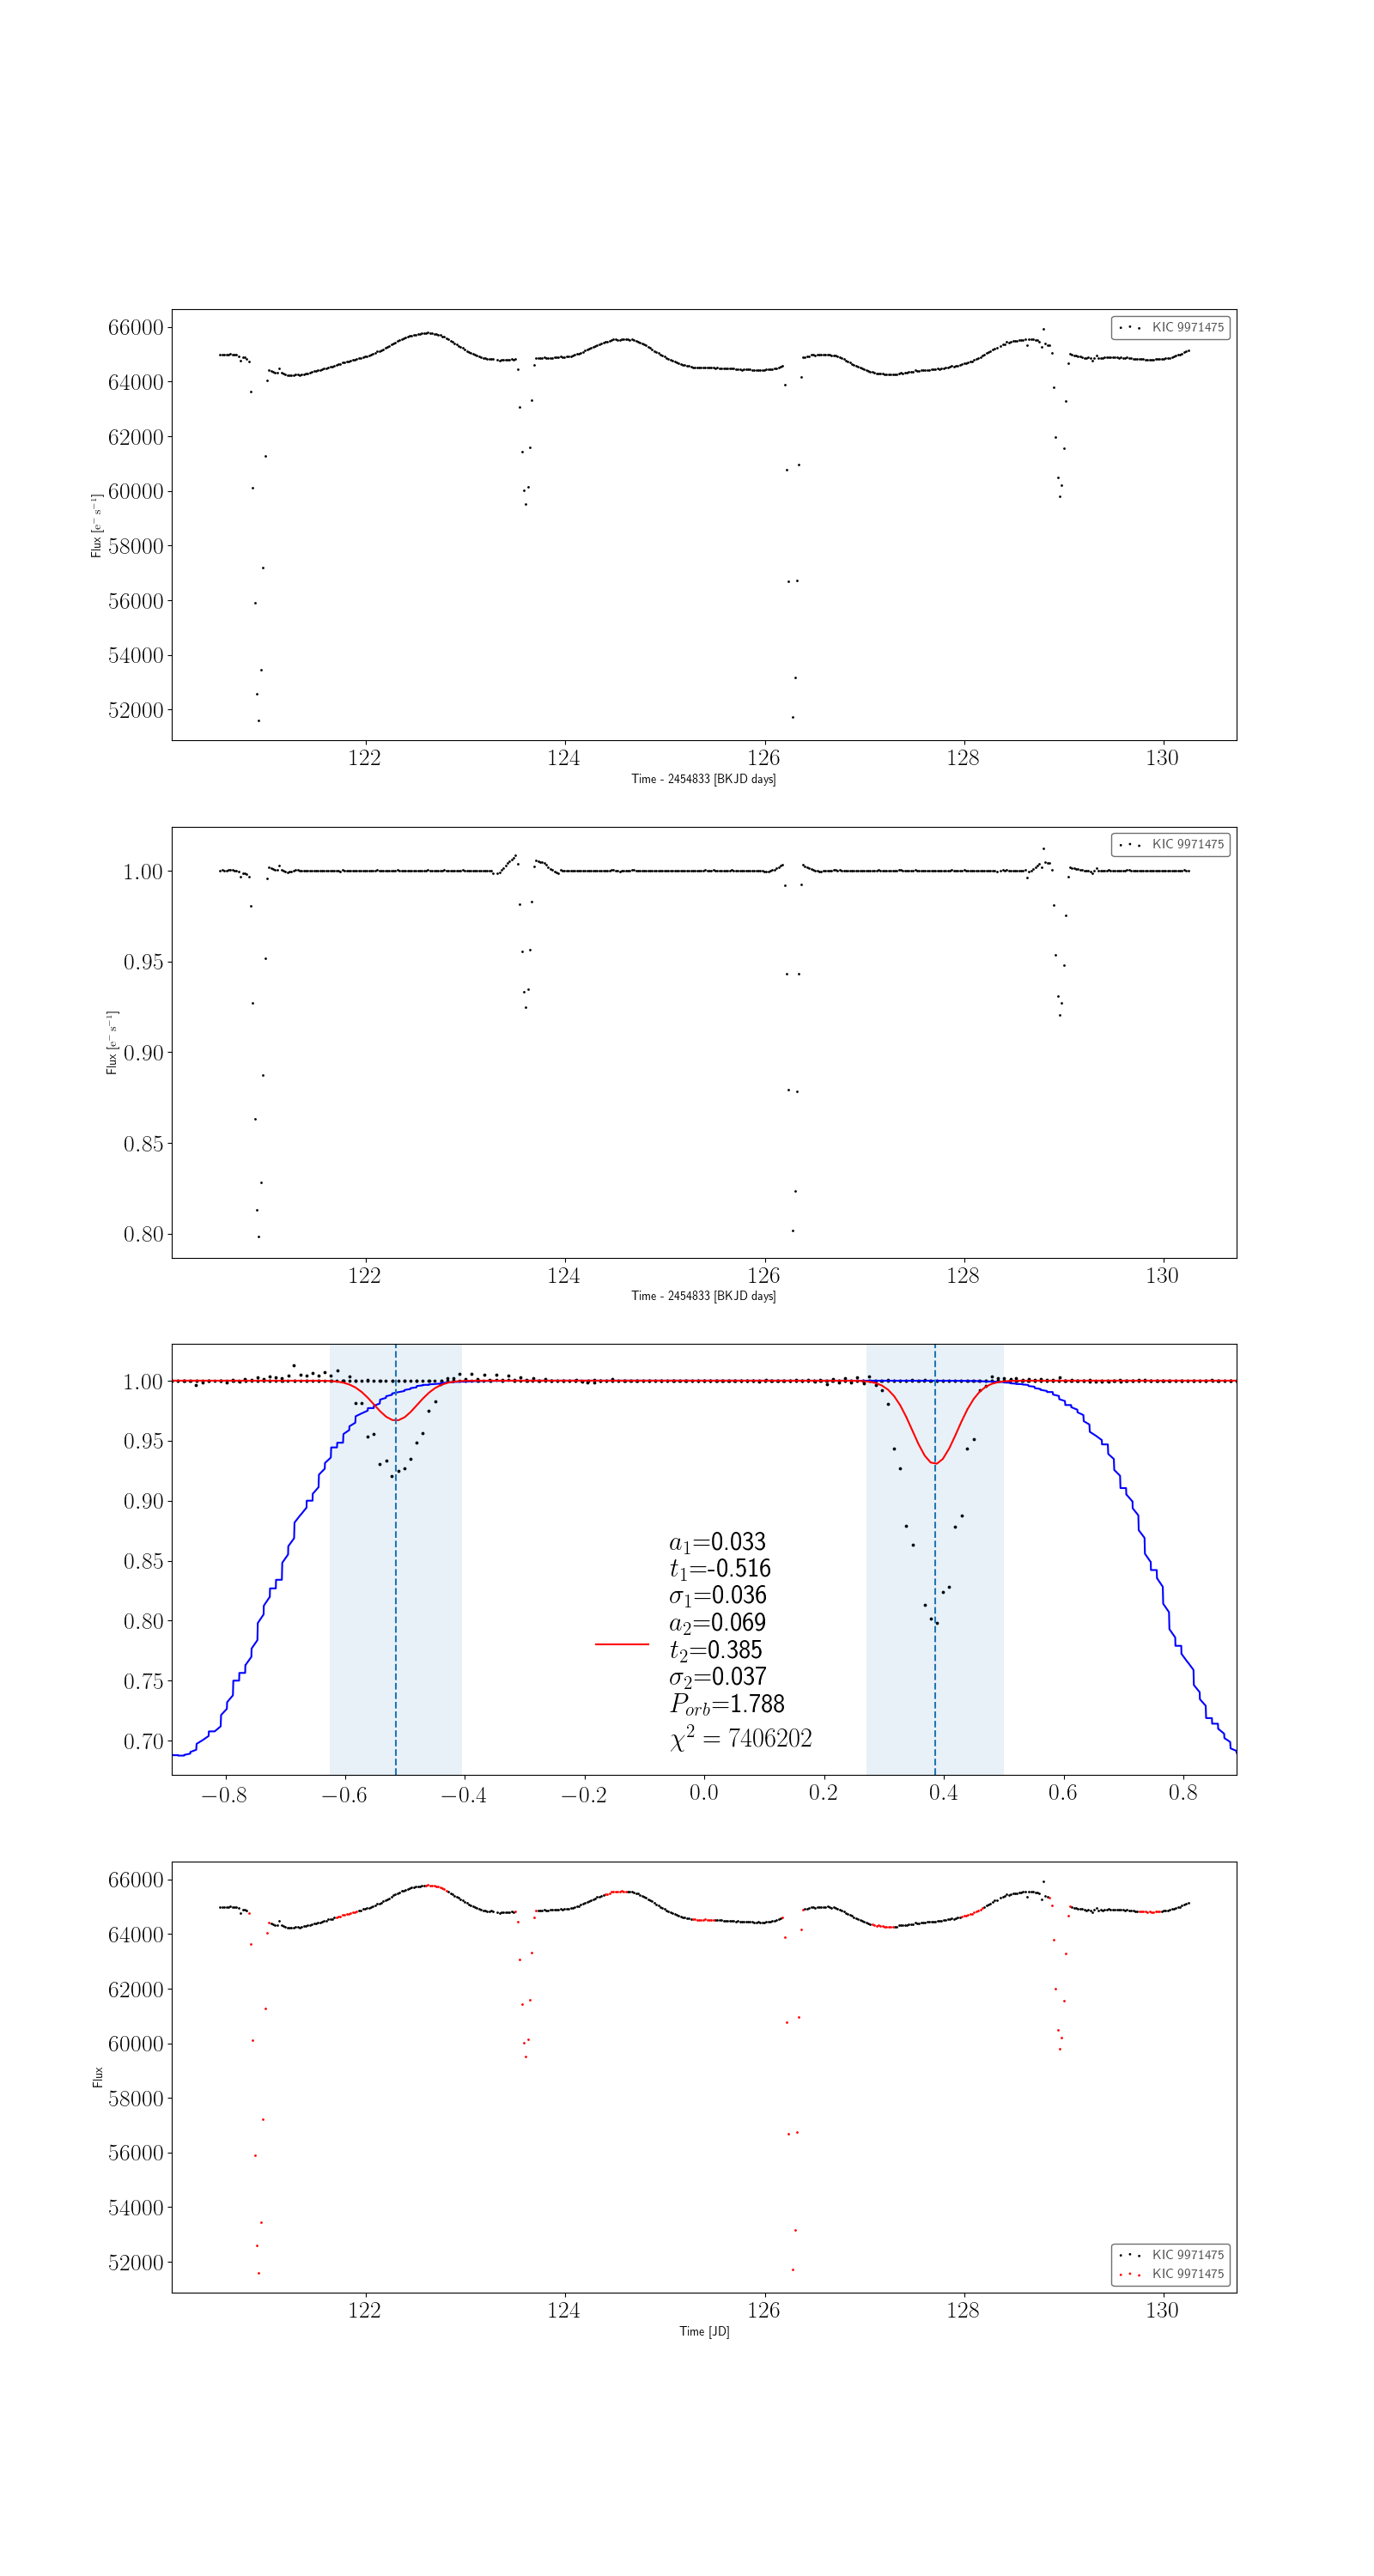 66000
64000
62000
60000
58000
56000
54000
52000
Flux [e⁻ s⁻¹]
KIC 9971475
122 124 126 128 130
Time - 2454833 [BKJD days]
1.00
0.95
0.90
0.85
0.80
Flux [e⁻ s⁻¹]
KIC 9971475
122 124 126 128 130
Time - 2454833 [BKJD days]
1.00
0.95
0.90
0.85
0.80
0.75
0.70
a₁=0.033
t₁=-0.516
σ₁=0.036
a₂=0.069
t₂=0.385
σ₂=0.037
P_orb=1.788
χ² = 7406202
−0.8 −0.6 −0.4 −0.2 0.0 0.2 0.4 0.6 0.8
66000
64000
62000
60000
58000
56000
54000
52000
Flux
KIC 9971475
KIC 9971475
122 124 126 128 130
Time [JD]